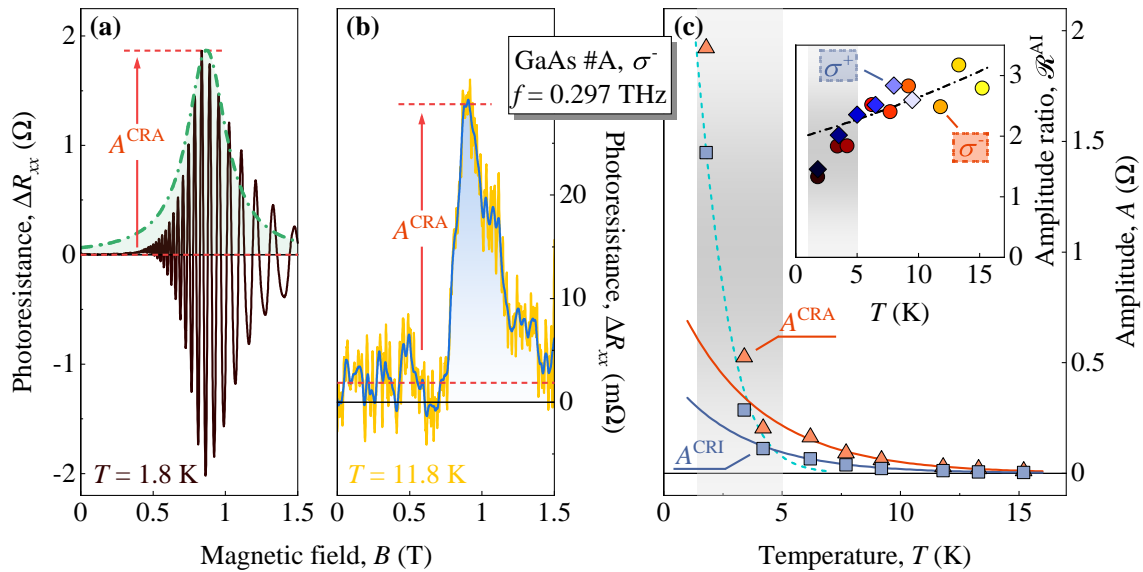 (a)
Photoresistance, ΔRxx (Ω)
2
1
0
-1
-2
A^CRA
T = 1.8 K
0
0.5
1
1.5
(b)
A^CRA
T = 11.8 K
0
0.5
1
1.5
Photoresistance, ΔRxx (mΩ)
20
10
0
Magnetic field, B (T)
GaAs #A, σ-
f = 0.297 THz
(c)
A^CRA
A^CRI
0
5
10
15
Temperature, T (K)
2
1.5
1
0.5
0
Amplitude, A (Ω)
σ+
σ-
0
5
10
15
T (K)
3
2
1
0
Amplitude ratio, ℛ^AI